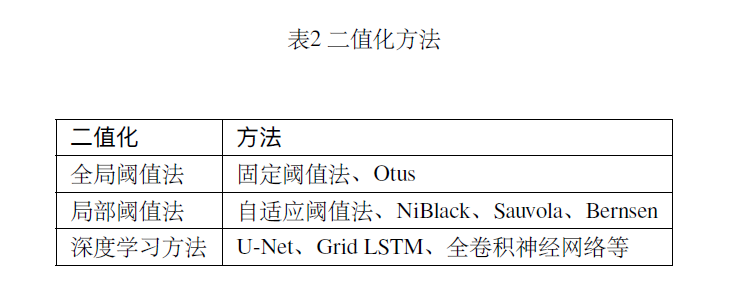 表2 二值化方法
二值化 方法
全局阈值法 固定阈值法、Otus
局部阈值法 自适应阈值法、NiBlack、Sauvola、Bernsen
深度学习方法 U-Net、Grid LSTM、全卷积神经网络等